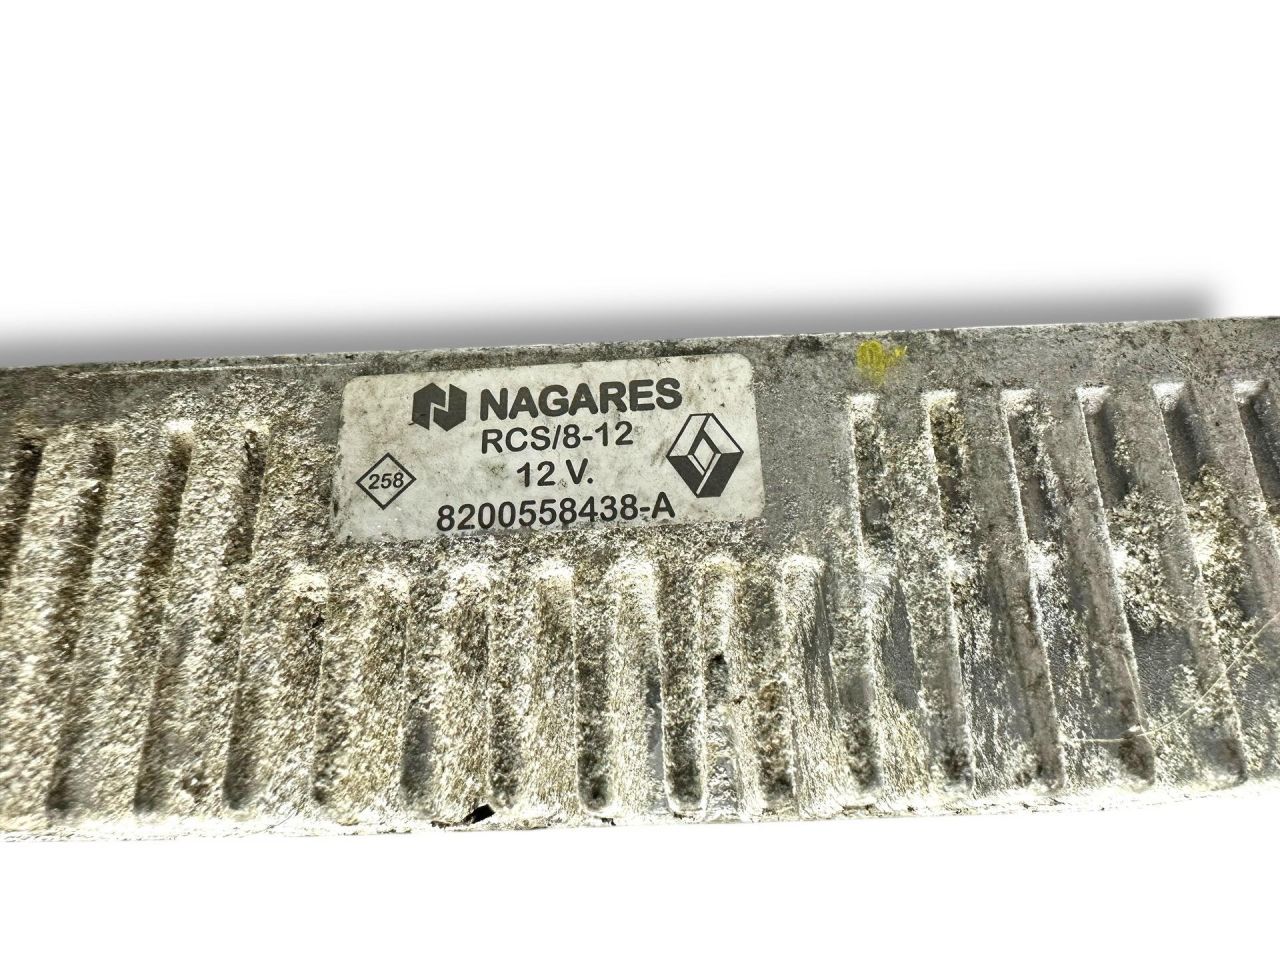 NAGARES
RCS/8-12
12 V.
258
8200558438-A